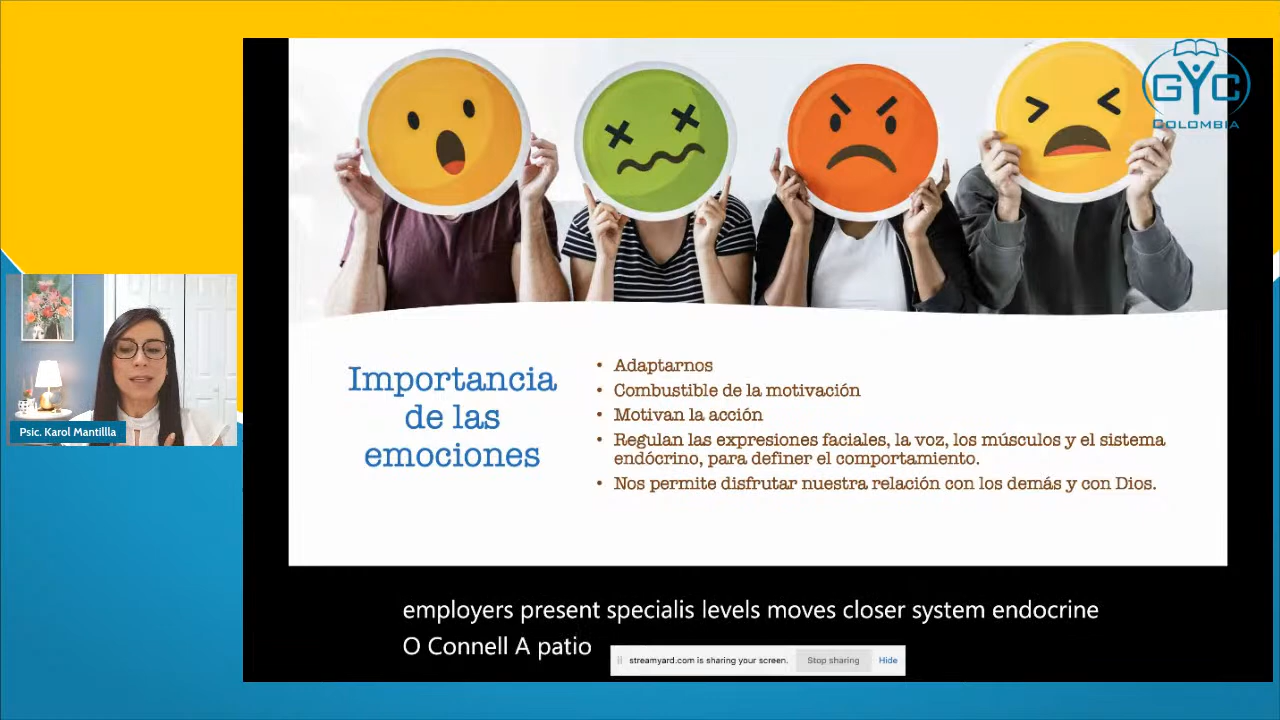 GYC
COLOMBIA
Importancia
de las
emociones
• Adaptarnos
• Combustible de la motivación
• Motivan la acción
• Regulan las expresiones faciales, la voz, los músculos y el sistema
endócrino, para definer el comportamiento.
• Nos permite disfrutar nuestra relación con los demás y con Dios.
Psic. Karol Mantillla
employers present specialis levels moves closer system endocrine
O Connell A patio
streamyard.com is sharing your screen.
Stop sharing
Hide